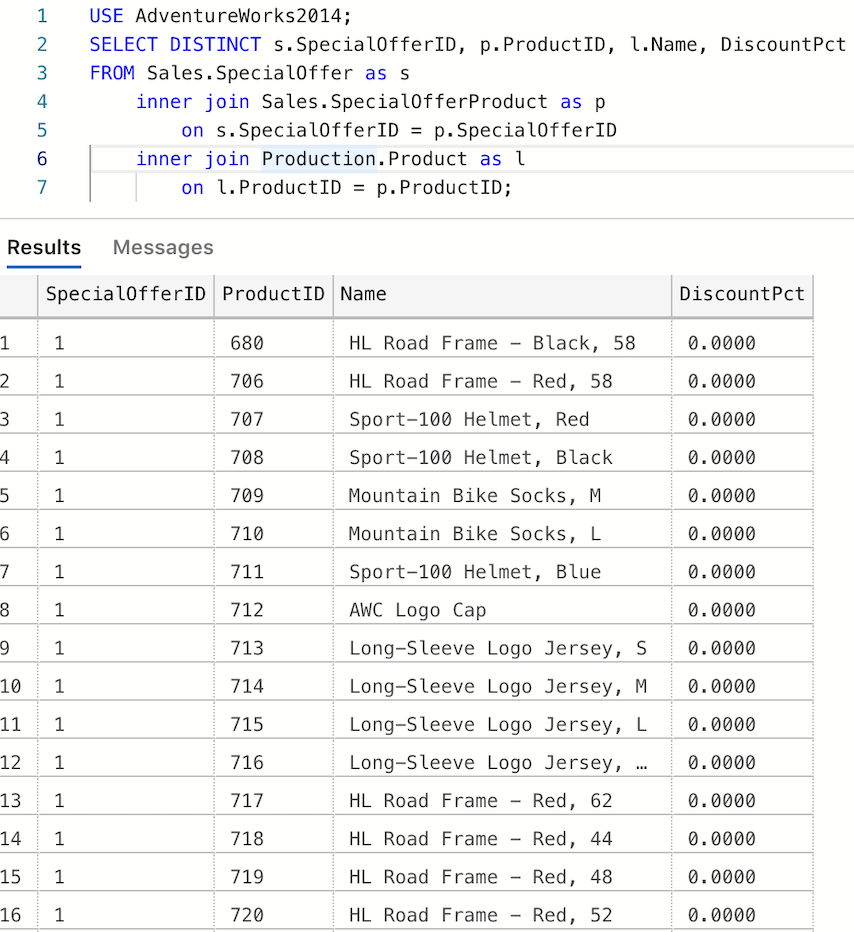 1 USE AdventureWorks2014;
2 SELECT DISTINCT s.SpecialOfferID, p.ProductID, l.Name, DiscountPct
3 FROM Sales.SpecialOffer as s
4 inner join Sales.SpecialOfferProduct as p
5 on s.SpecialOfferID = p.SpecialOfferID
6 inner join Production.Product as l
7 on l.ProductID = p.ProductID;
Results Messages
SpecialOfferID ProductID Name DiscountPct
1 1 680 HL Road Frame - Black, 58 0.0000
2 1 706 HL Road Frame - Red, 58 0.0000
3 1 707 Sport-100 Helmet, Red 0.0000
4 1 708 Sport-100 Helmet, Black 0.0000
5 1 709 Mountain Bike Socks, M 0.0000
6 1 710 Mountain Bike Socks, L 0.0000
7 1 711 Sport-100 Helmet, Blue 0.0000
8 1 712 AWC Logo Cap 0.0000
9 1 713 Long-Sleeve Logo Jersey, S 0.0000
10 1 714 Long-Sleeve Logo Jersey, M 0.0000
11 1 715 Long-Sleeve Logo Jersey, L 0.0000
12 1 716 Long-Sleeve Logo Jersey, … 0.0000
13 1 717 HL Road Frame - Red, 62 0.0000
14 1 718 HL Road Frame - Red, 44 0.0000
15 1 719 HL Road Frame - Red, 48 0.0000
16 1 720 HL Road Frame - Red, 52 0.0000